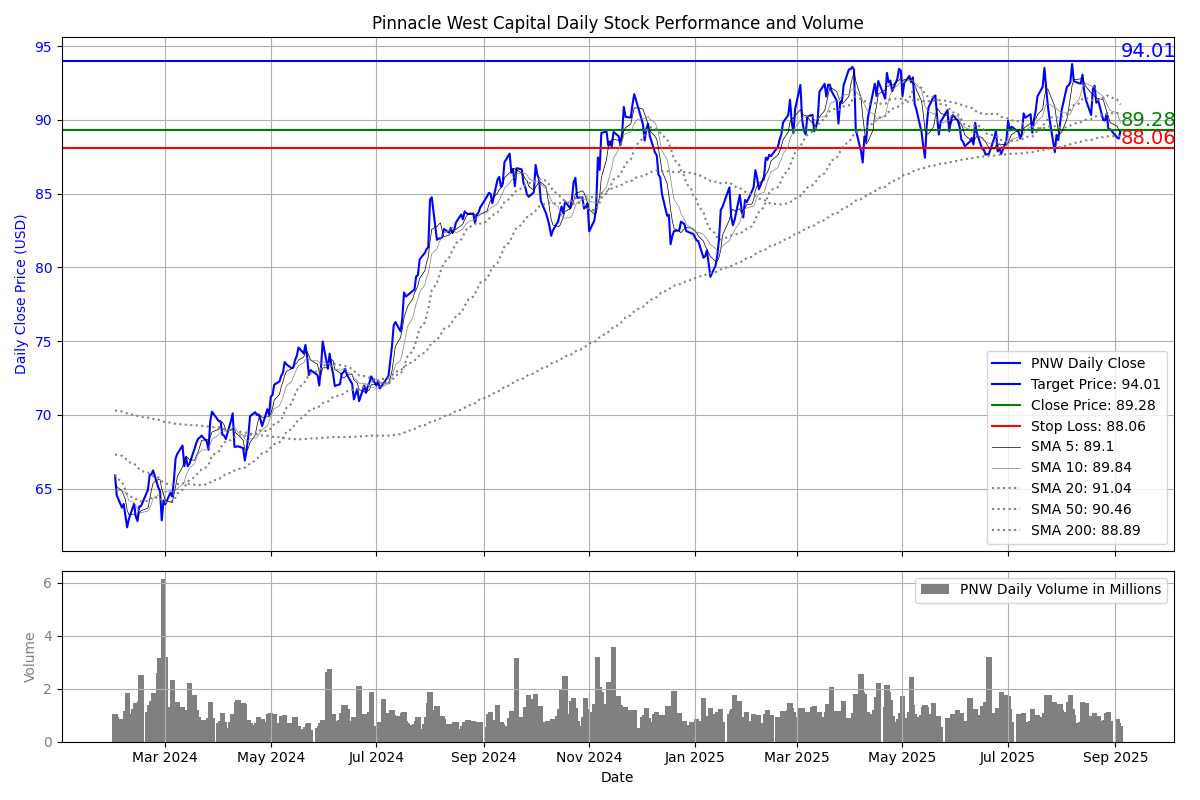 Pinnacle West Capital Daily Stock Performance and Volume
Daily Close Price (USD)
95
90
85
80
75
70
65
94.01
89.28
88.06
PNW Daily Close
Target Price: 94.01
Close Price: 89.28
Stop Loss: 88.06
SMA 5: 89.1
SMA 10: 89.84
SMA 20: 91.04
SMA 50: 90.46
SMA 200: 88.89
Volume
6
4
2
0
PNW Daily Volume in Millions
Mar 2024 May 2024 Jul 2024 Sep 2024 Nov 2024 Jan 2025 Mar 2025 May 2025 Jul 2025 Sep 2025
Date